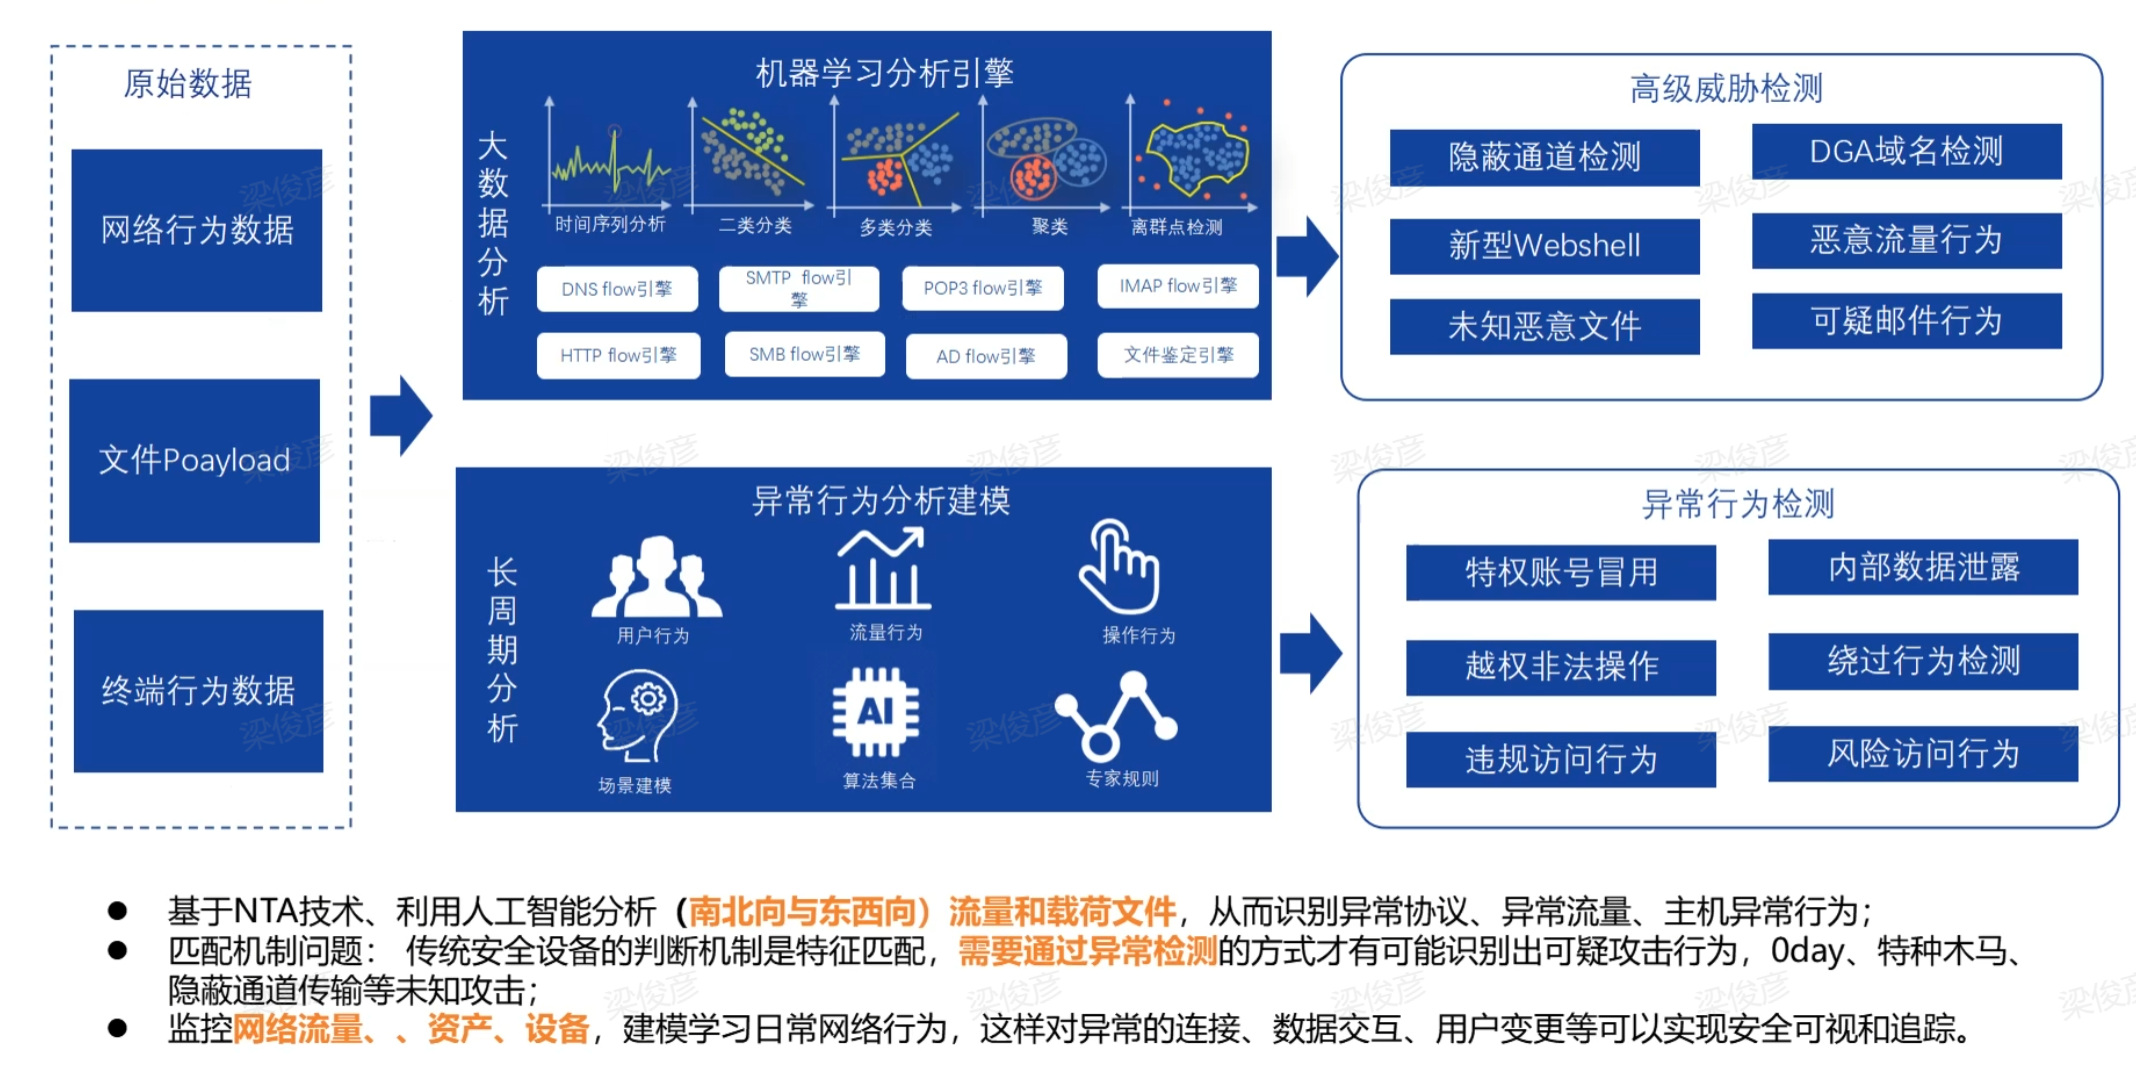 原始数据
网络行为数据
文件Poayload
终端行为数据
机器学习分析引擎
大数据分析
时间序列分析
二类分类
多类分类
聚类
离群点检测
DNS flow引擎
SMTP flow引
擎
POP3 flow引擎
IMAP flow引擎
HTTP flow引擎
SMB flow引擎
AD flow引擎
文件鉴定引擎
异常行为分析建模
长周期分析
用户行为
流量行为
操作行为
场景建模
AI
算法集合
专家规则
高级威胁检测
隐蔽通道检测
DGA域名检测
新型Webshell
恶意流量行为
未知恶意文件
可疑邮件行为
异常行为检测
特权账号冒用
内部数据泄露
越权非法操作
绕过行为检测
违规访问行为
风险访问行为
● 基于NTA技术、利用人工智能分析（南北向与东西向）流量和载荷文件，从而识别异常协议、异常流量、主机异常行为；
● 匹配机制问题： 传统安全设备的判断机制是特征匹配，需要通过异常检测的方式才有可能识别出可疑攻击行为，0day、特种木马、
隐蔽通道传输等未知攻击；
● 监控网络流量、、资产、设备，建模学习日常网络行为，这样对异常的连接、数据交互、用户变更等可以实现安全可视和追踪。
梁俊彦